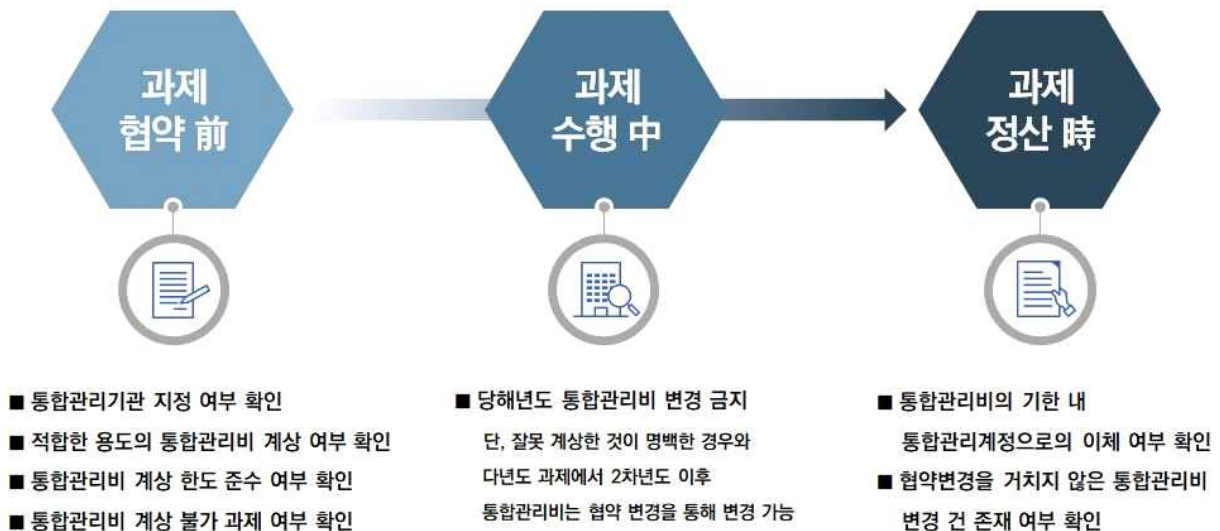 과제
협약 前
과제
수행 中
과제
정산 時
■ 통합관리기관 지정 여부 확인
■ 적합한 용도의 통합관리비 계상 여부 확인
■ 통합관리비 계상 한도 준수 여부 확인
■ 통합관리비 계상 불가 과제 여부 확인
■ 당해년도 통합관리비 변경 금지
단, 잘못 계상한 것이 명백한 경우와
다년도 과제에서 2차년도 이후
통합관리비는 협약 변경을 통해 변경 가능
■ 통합관리비의 기한 내
통합관리계정으로의 이체 여부 확인
■ 협약변경을 거치지 않은 통합관리비
변경 건 존재 여부 확인